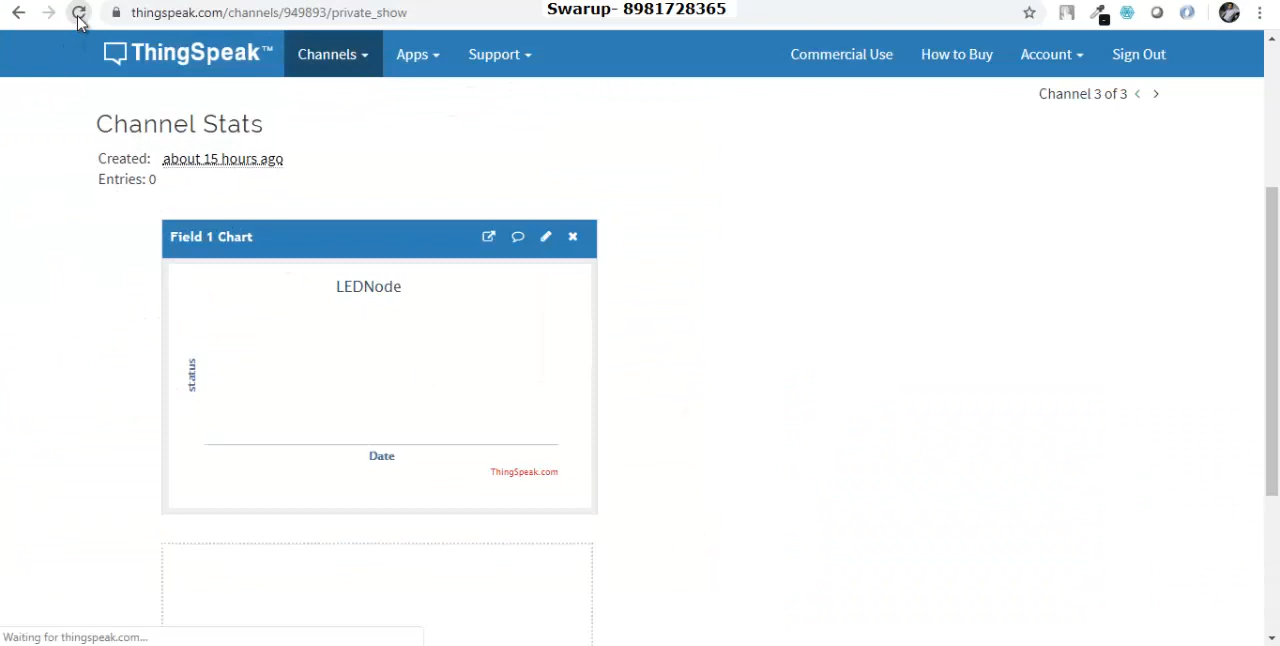 thingspeak.com/channels/949893/private_show
Swarup- 8981728365
ThingSpeak™ Channels Apps Support Commercial Use How to Buy Account Sign Out
Channel 3 of 3
Channel Stats
Created: about 15 hours ago
Entries: 0
Field 1 Chart
LEDNode
status
Date
ThingSpeak.com
Waiting for thingspeak.com...